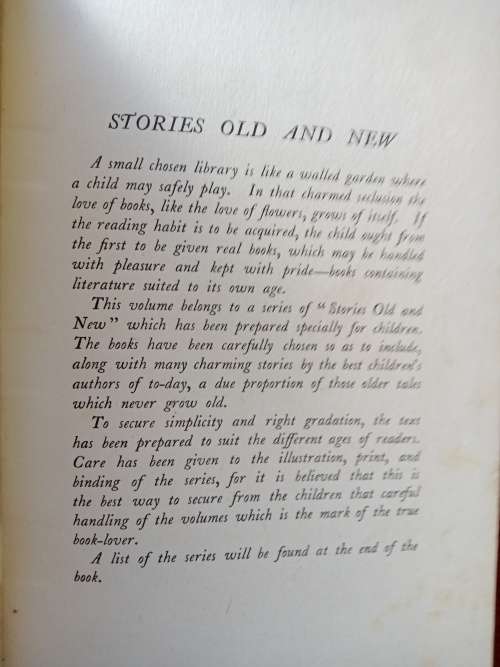 STORIES OLD AND NEW
A small chosen library is like a walled garden where
a child may safely play. In that charmed seclusion the
love of books, like the love of flowers, grows of itself. If
the reading habit is to be acquired, the child ought from
the first to be given real books, which may be handled
with pleasure and kept with pride—books containing
literature suited to its own age.
This volume belongs to a series of “Stories Old and
New” which has been prepared specially for children.
The books have been carefully chosen so as to include,
along with many charming stories by the best children's
authors of to-day, a due proportion of those older tales
which never grow old.
To secure simplicity and right gradation, the text
has been prepared to suit the different ages of readers.
Care has been given to the illustration, print, and
binding of the series, for it is believed that this is
the best way to secure from the children that careful
handling of the volumes which is the mark of the true
book-lover.
A list of the series will be found at the end of the
book.